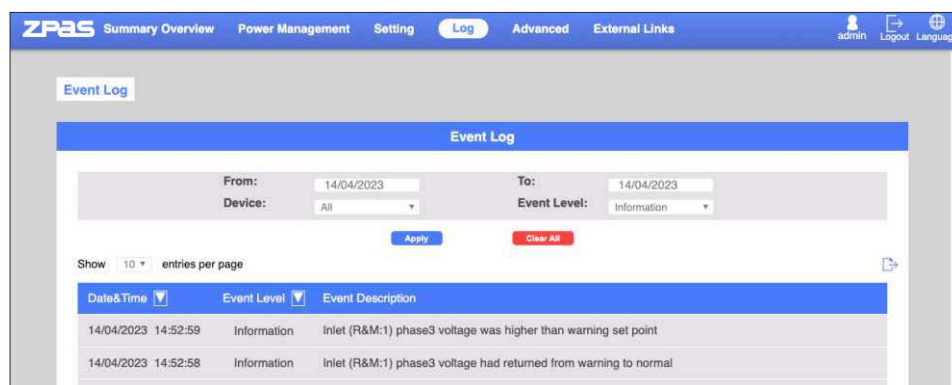 ZPAS Summary Overview Power Management Setting Log Advanced External Links admin Logout Languag
Event Log
Event Log
From: 14/04/2023 To: 14/04/2023
Device: All Event Level: Information
Apply Clear All
Show 10 entries per page
Date&Time Event Level Event Description
14/04/2023 14:52:59 Information Inlet (R&M:1) phase3 voltage was higher than warning set point
14/04/2023 14:52:58 Information Inlet (R&M:1) phase3 voltage had returned from warning to normal